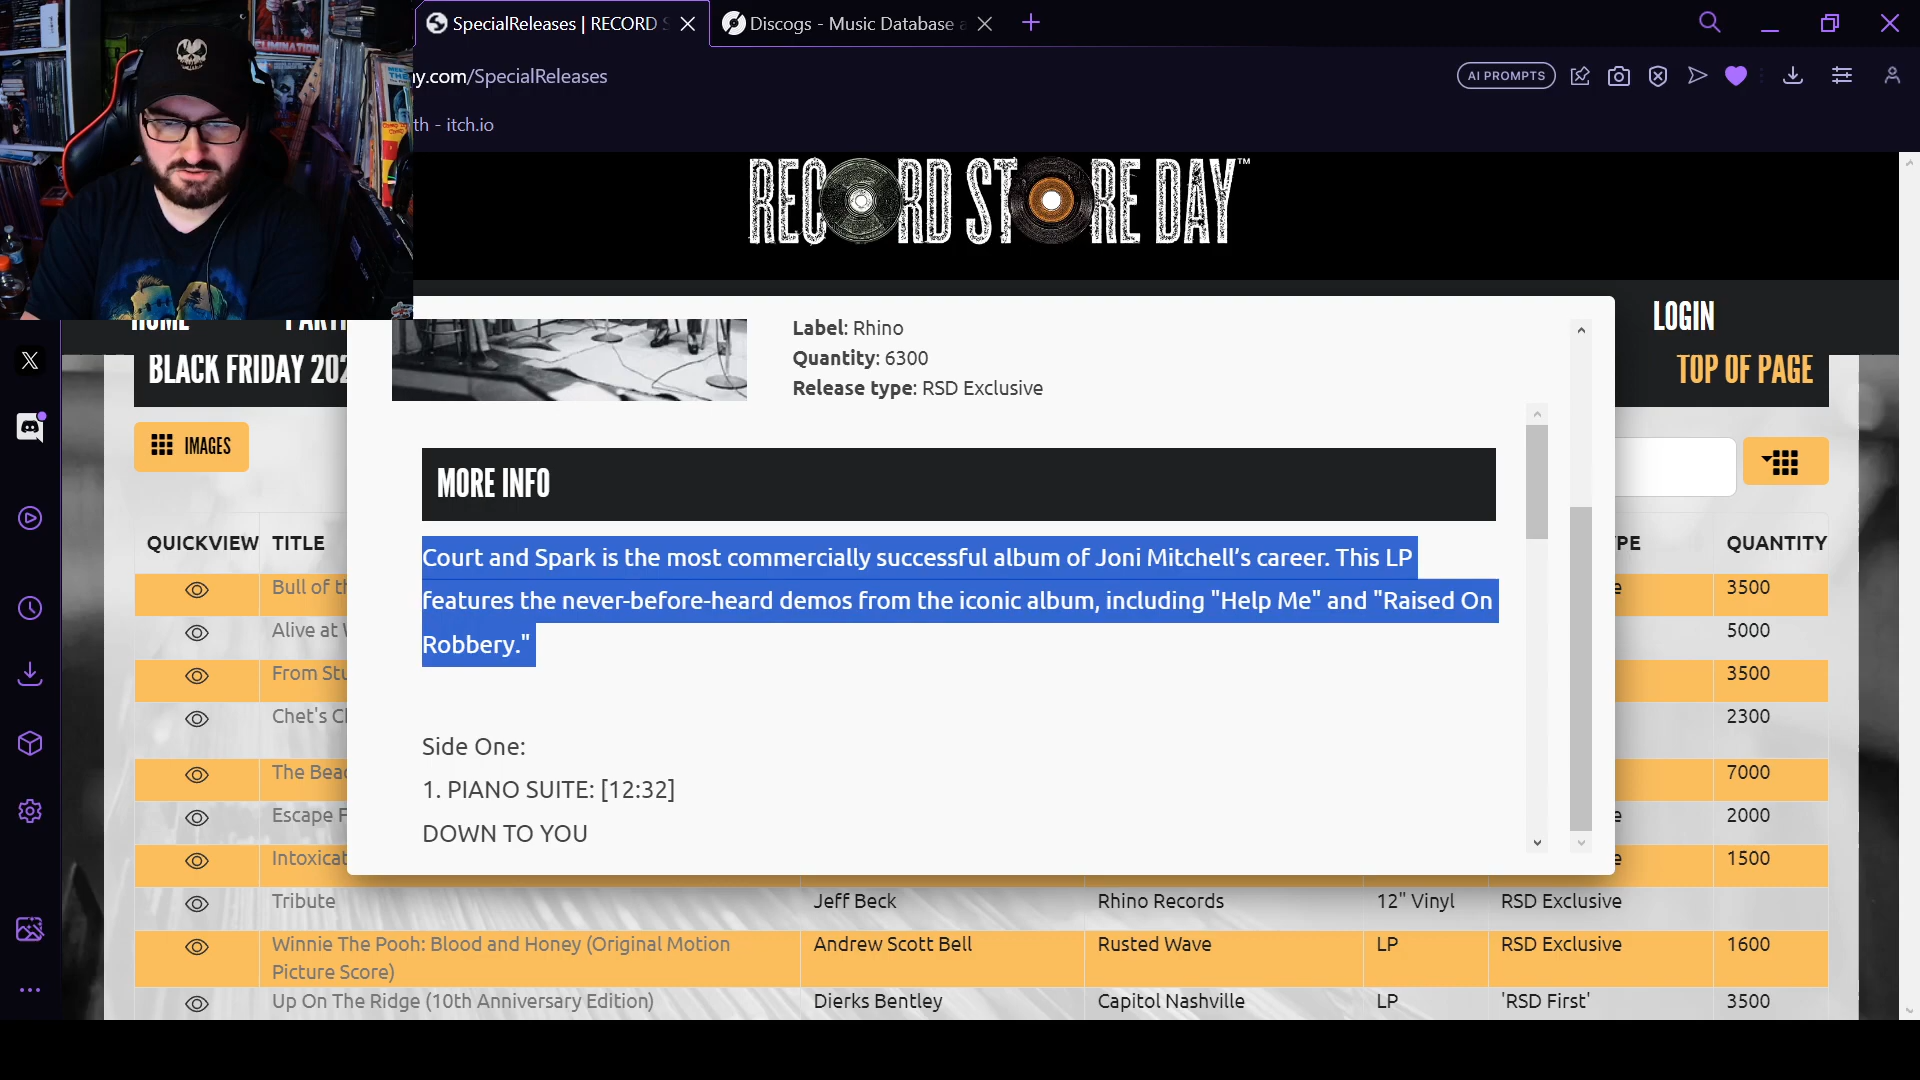 SpecialReleases | RECORD S
Discogs - Music Database a
y.com/SpecialReleases
AI PROMPTS
th - itch.io
RECORD STORE DAY™
HOME
LOGIN
BLACK FRIDAY 202
TOP OF PAGE
IMAGES
Label: Rhino
Quantity: 6300
Release type: RSD Exclusive
MORE INFO
Court and Spark is the most commercially successful album of Joni Mitchell’s career. This LP
features the never-before-heard demos from the iconic album, including "Help Me" and "Raised On
Robbery."
Side One:
1. PIANO SUITE: [12:32]
DOWN TO YOU
QUICKVIEW TITLE PE QUANTITY
Bull of th e 3500
Alive at 5000
From Stu 3500
Chet's C 2300
The Bea 7000
Escape F e 2000
Intoxicat e 1500
Tribute Jeff Beck Rhino Records 12" Vinyl RSD Exclusive
Winnie The Pooh: Blood and Honey (Original Motion Andrew Scott Bell Rusted Wave LP RSD Exclusive 1600
Picture Score)
Up On The Ridge (10th Anniversary Edition) Dierks Bentley Capitol Nashville LP 'RSD First' 3500